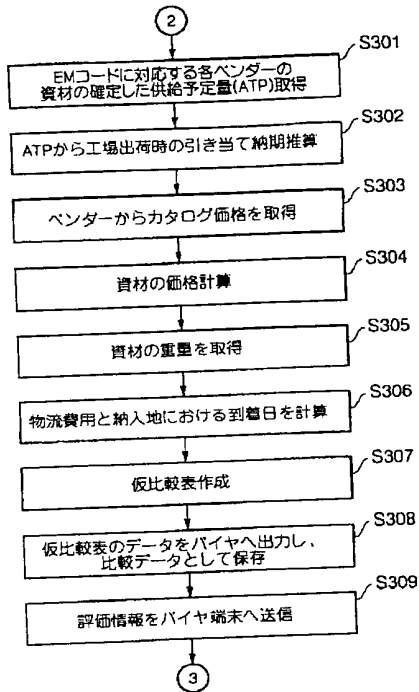 2
S301
EMコードに対応する各ベンダーの
資材の確定した供給予定量(ATP)取得
S302
ATPから工場出荷時の引き当て納期推算
S303
ベンダーからカタログ価格を取得
S304
資材の価格計算
S305
資材の重量を取得
S306
物流費用と納入地における到着日を計算
S307
仮比較表作成
S308
仮比較表のデータをバイヤへ出力し、
比較データとして保存
S309
評価情報をバイヤ端末へ送信
3